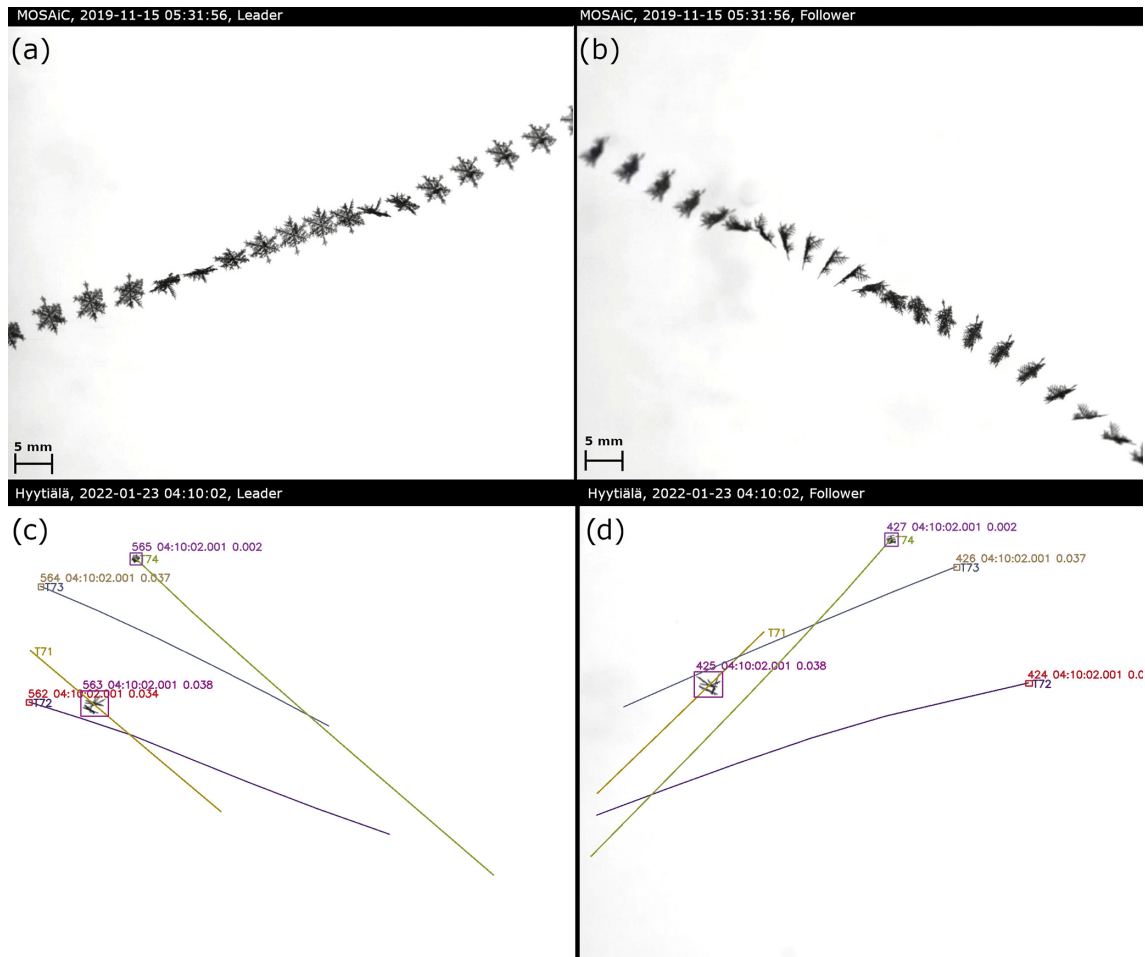 MOSAiC, 2019-11-15 05:31:56, Leader
MOSAiC, 2019-11-15 05:31:56, Follower
(a)
(b)
5 mm
5 mm
Hyytiälä, 2022-01-23 04:10:02, Leader
Hyytiälä, 2022-01-23 04:10:02, Follower
(c)
565 04:10:02.001 0.002
T74
564 04:10:02.001 0.037
T73
T71
563 04:10:02.001 0.038
562 04:10:02.001 0.034
T72
(d)
427 04:10:02.001 0.002
T74
426 04:10:02.001 0.037
T73
T71
425 04:10:02.001 0.038
424 04:10:02.001 0.0
T72